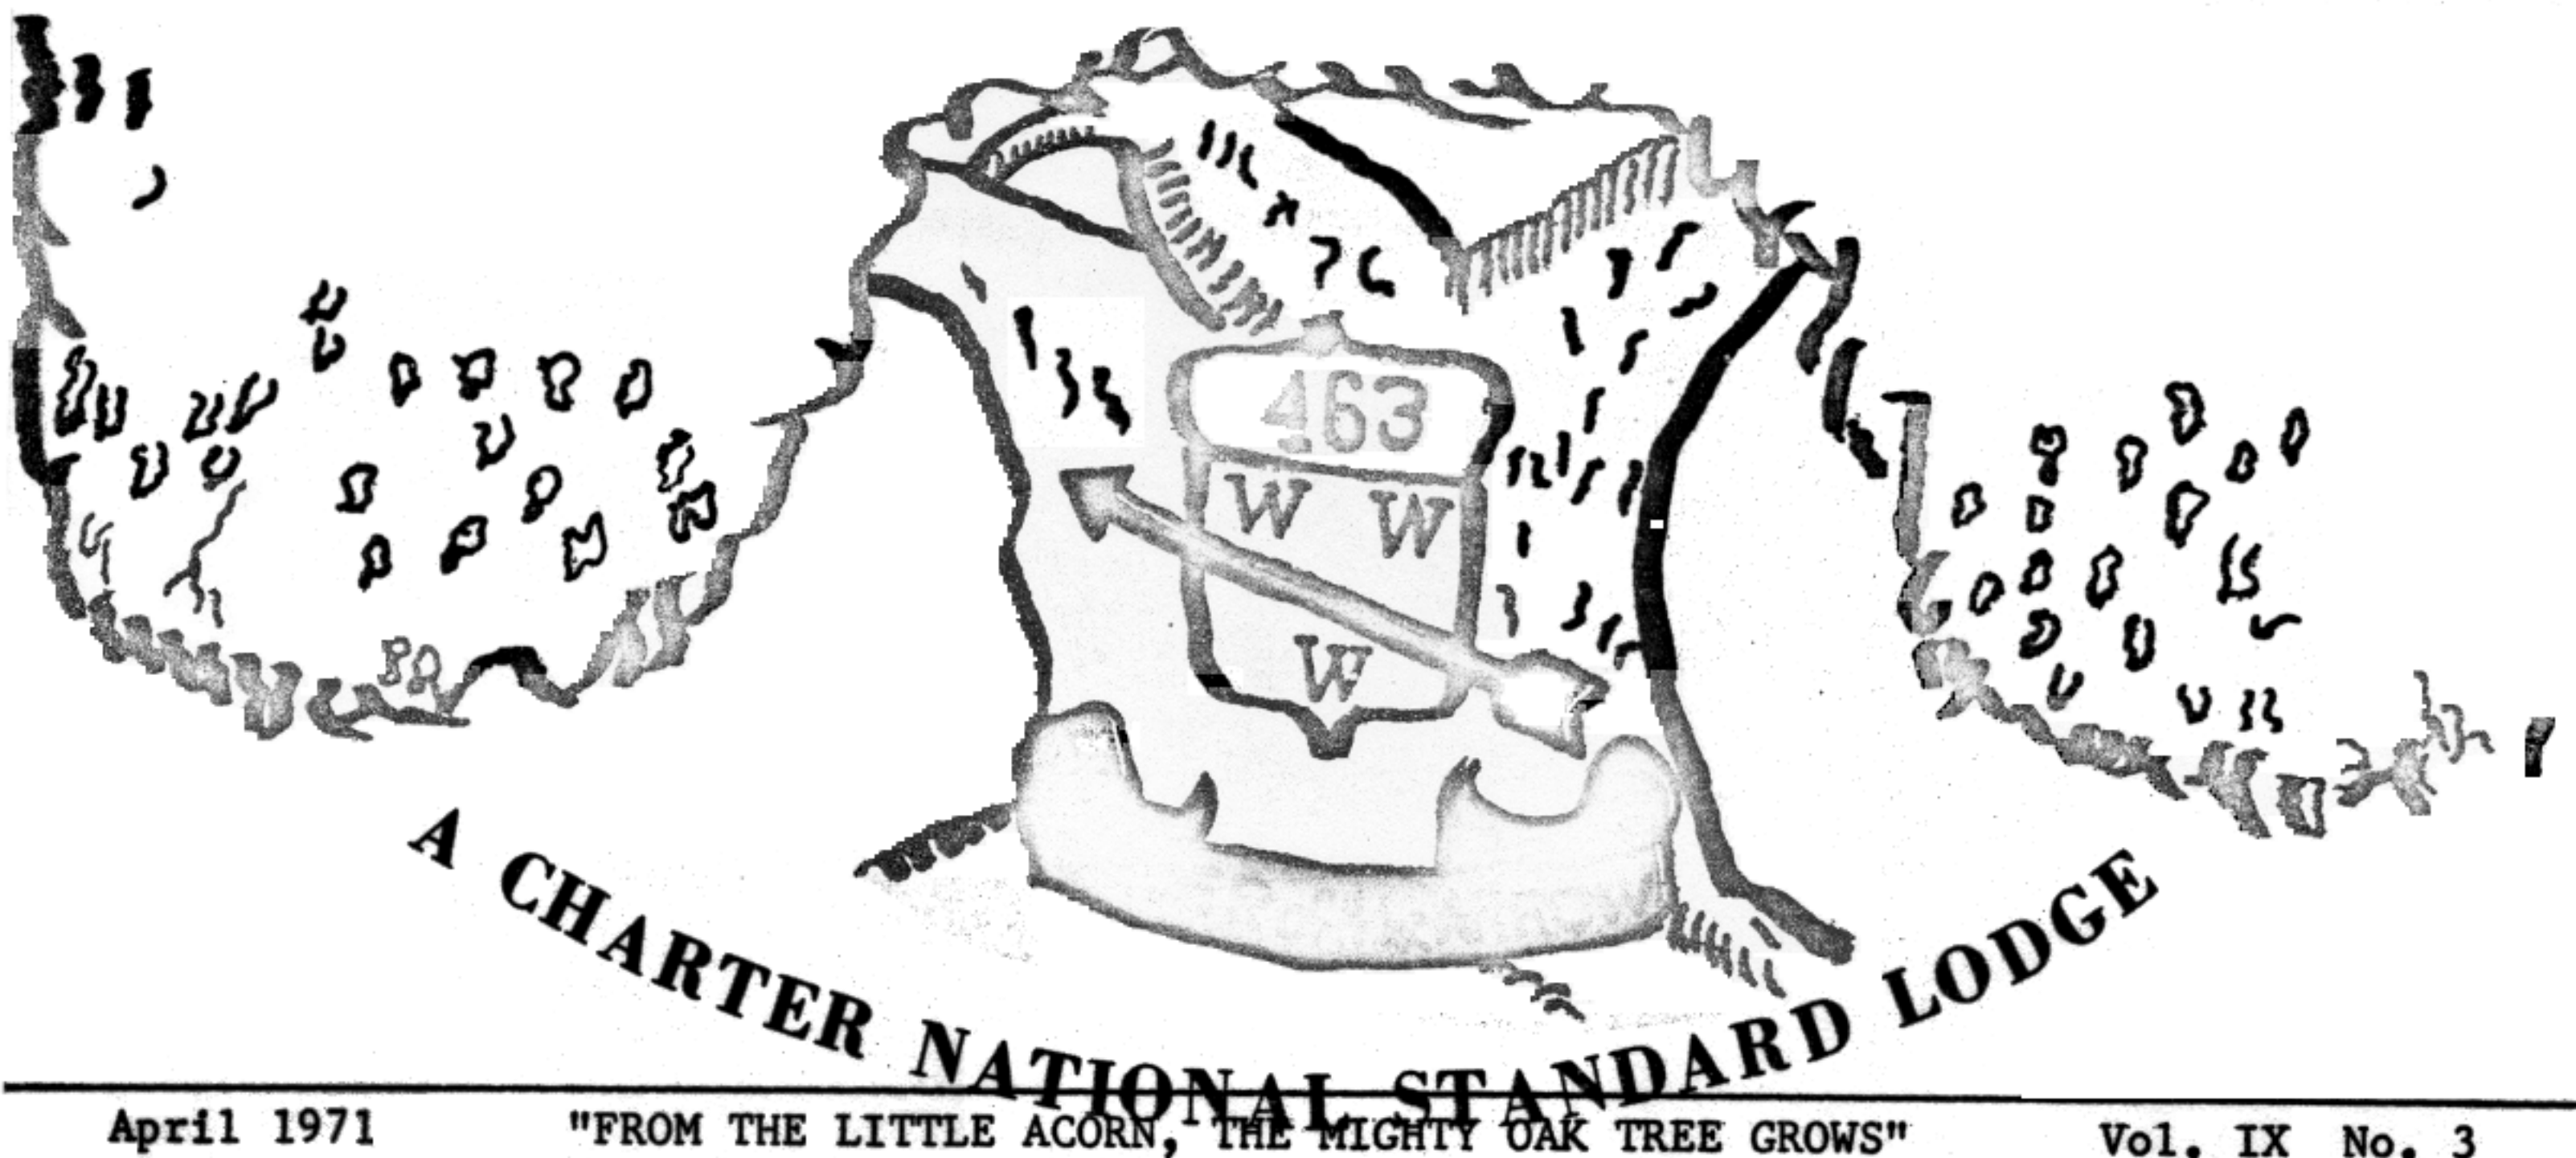 463
W W
W
A CHARTER NATIONAL STANDARD LODGE
April 1971 "FROM THE LITTLE ACORN, THE MIGHTY OAK TREE GROWS" Vol. IX No. 3